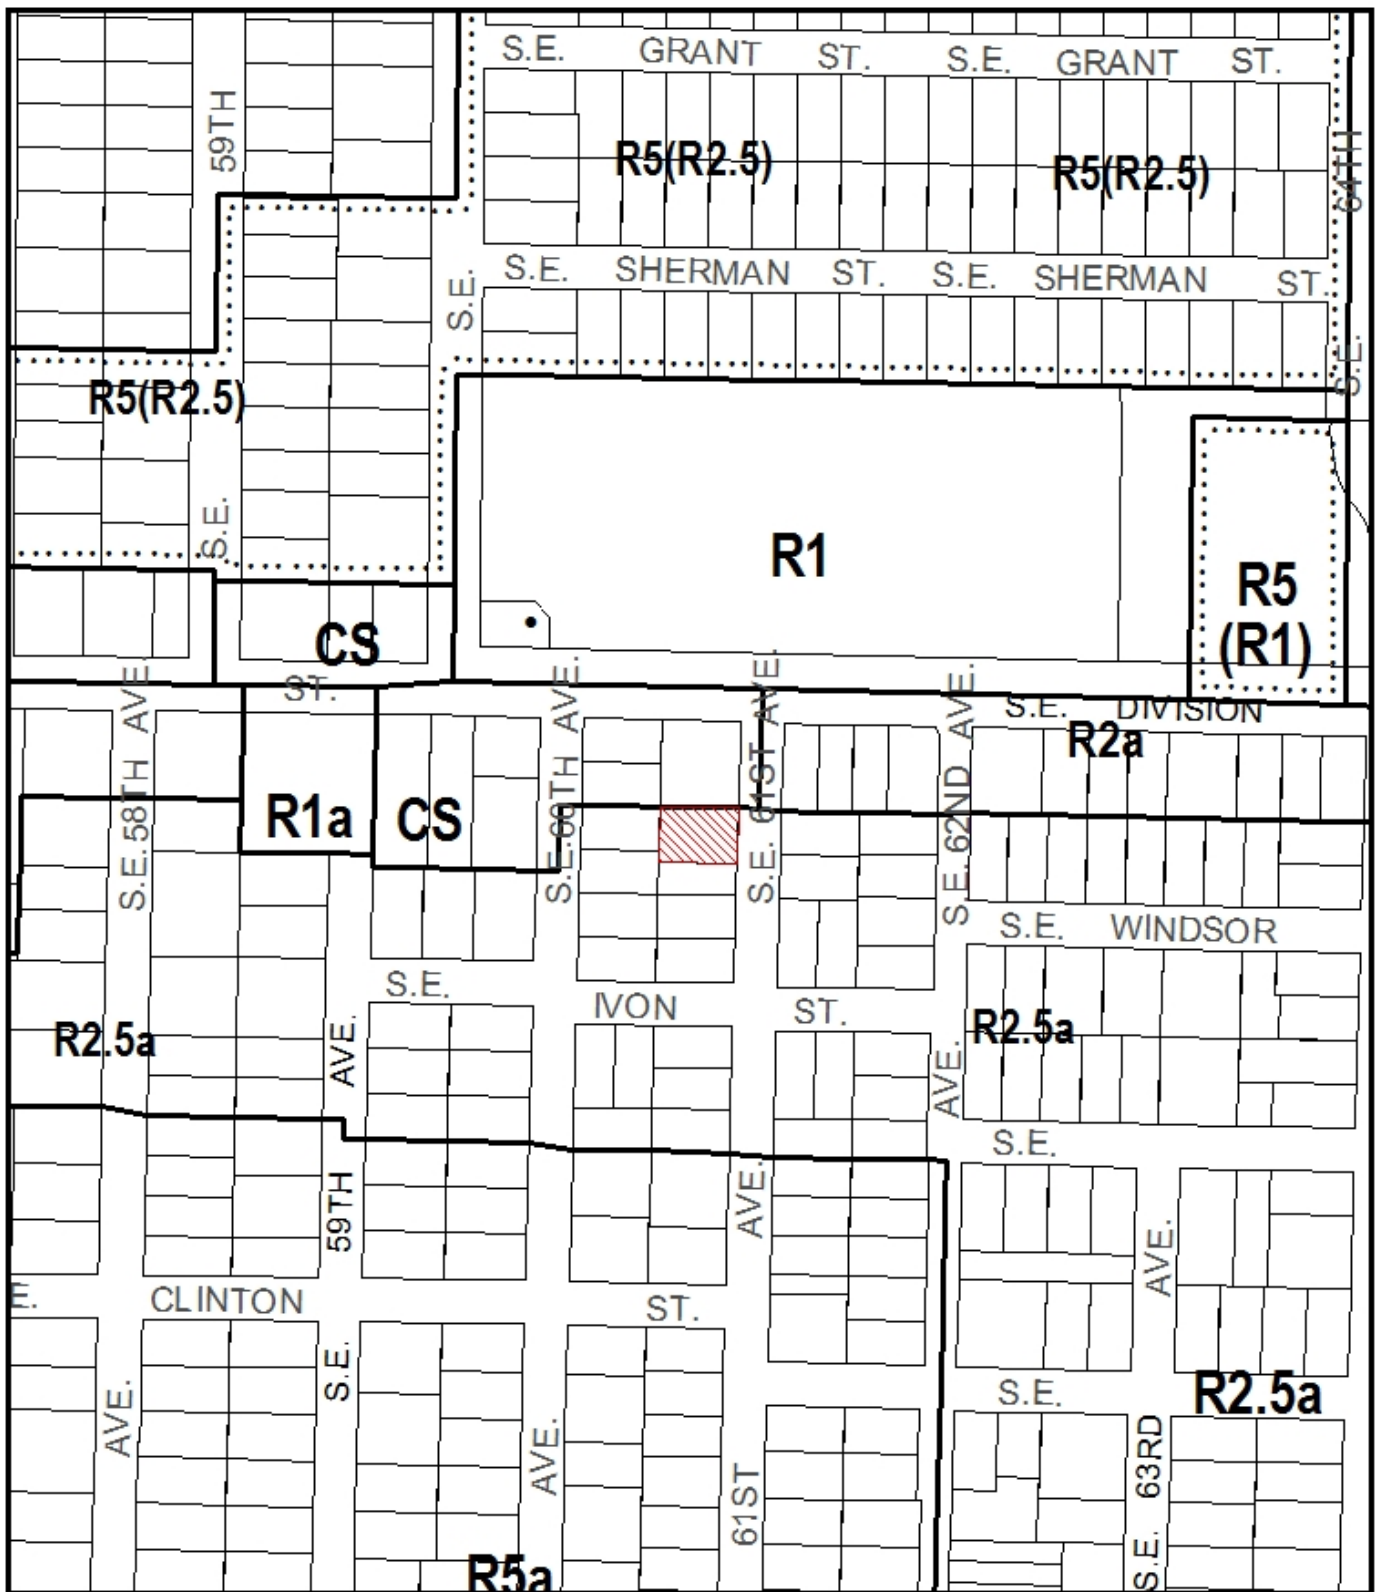 S.E. GRANT ST. S.E. GRANT ST.
59TH
R5(R2.5)
R5(R2.5)
64TH
S.E. SHERMAN ST. S.E. SHERMAN ST.
S.E.
S.E.
R5(R2.5)
S.E.
R1
R5
(R1)
CS
ST.
AVE.
AVE.
AVE.
AVE.
S.E. DIVISION
R2a
S.E. 58TH
S.E. 60TH
S.E. 61ST
S.E. 62ND
R1a
CS
S.E. WINDSOR
S.E. IVON ST.
R2.5a
AVE.
R2.5a
AVE.
S.E.
59TH
AVE.
AVE.
E. CLINTON ST.
S.E.
S.E.
R2.5a
AVE.
AVE.
61ST
63RD
S.E.
R5a